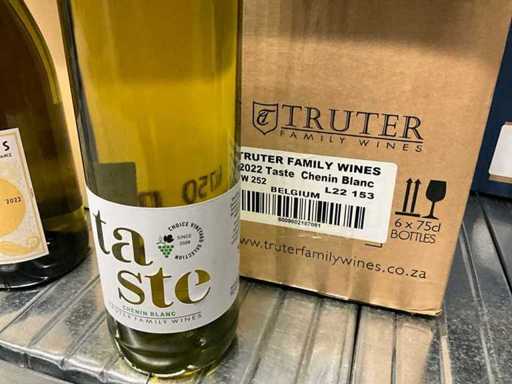 TRUTER
FAMILY WINES
TRUTER FAMILY WINES
2022 Taste Chenin Blanc
W 252
L22 153
BELGIUM
6 x 75cl
BOTTLES
www.truterfamilywines.co.za
ta
ste
CHOICE VINEYARD SELECTION
SINCE
CHENIN BLANC
TRUTER FAMILY WINES
S
2022